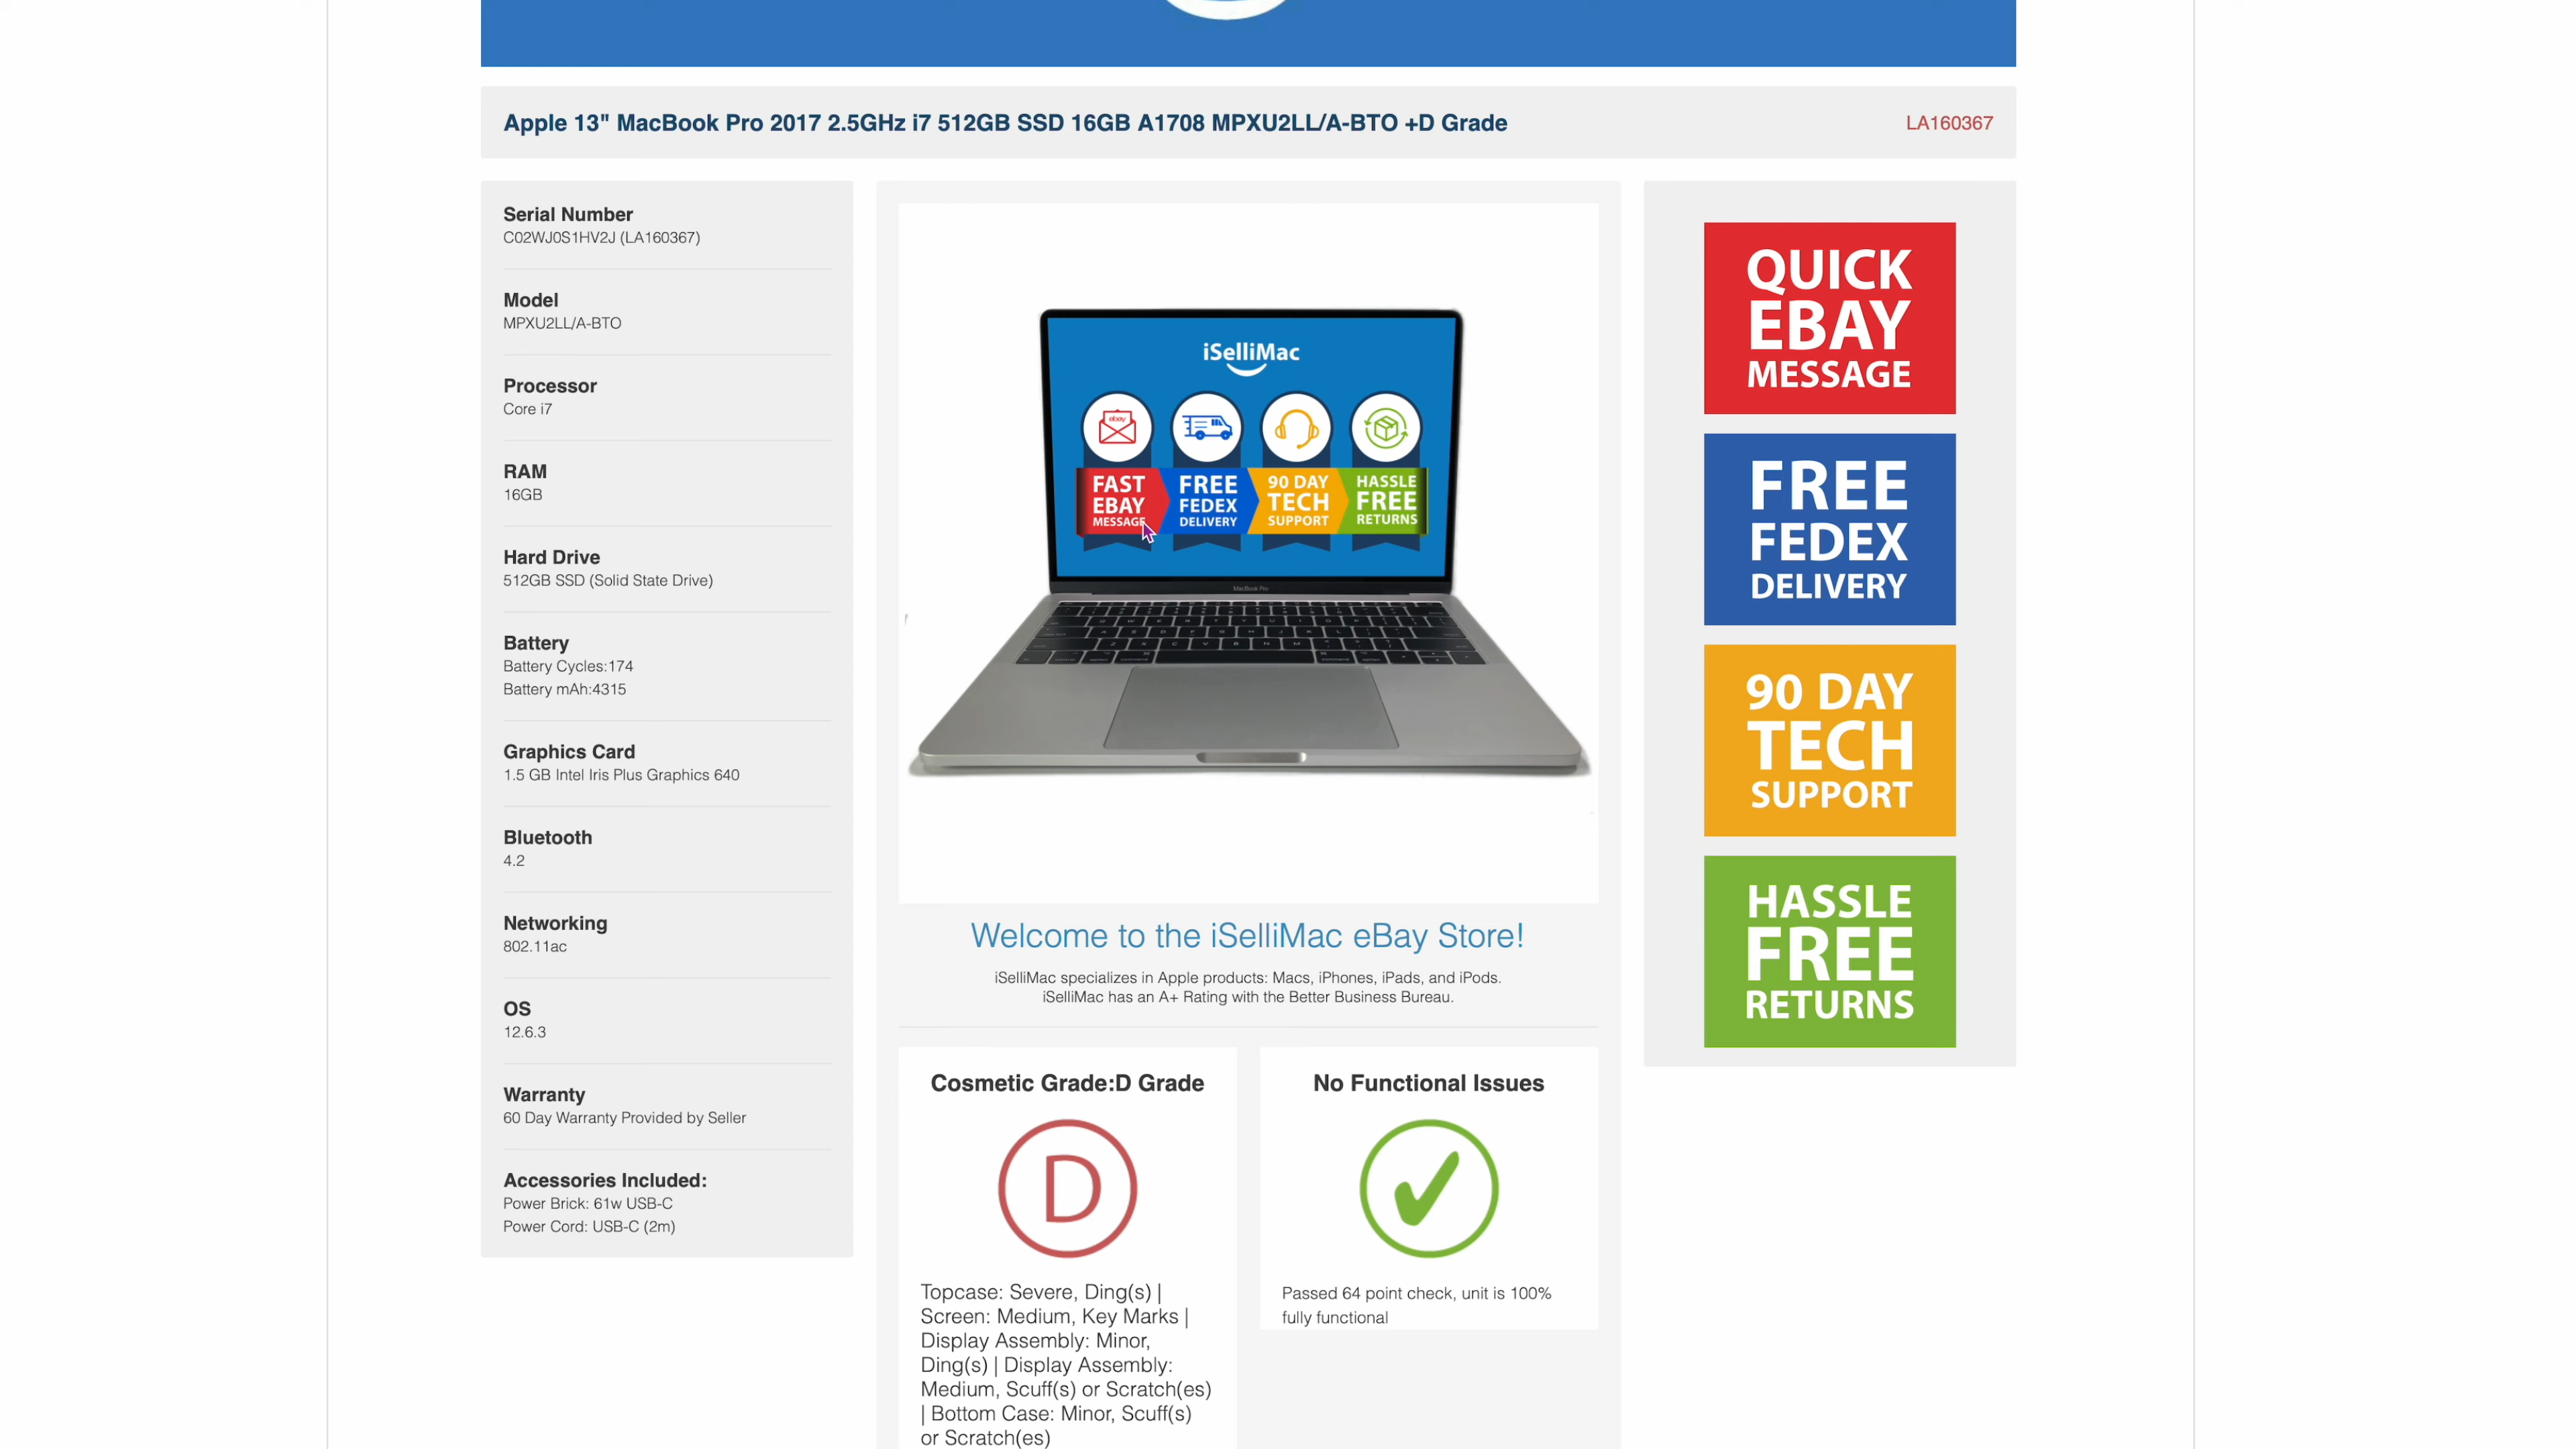 Apple 13" MacBook Pro 2017 2.5GHz i7 512GB SSD 16GB A1708 MPXU2LL/A-BTO +D Grade
LA160367
Serial Number
C02WJ0S1HV2J (LA160367)
Model
MPXU2LL/A-BTO
Processor
Core i7
RAM
16GB
Hard Drive
512GB SSD (Solid State Drive)
Battery
Battery Cycles:174
Battery mAh:4315
Graphics Card
1.5 GB Intel Iris Plus Graphics 640
Bluetooth
4.2
Networking
802.11ac
OS
12.6.3
Warranty
60 Day Warranty Provided by Seller
Accessories Included:
Power Brick: 61w USB-C
Power Cord: USB-C (2m)
iSelliMac
ebay
FAST
EBAY
MESSAGE
FREE
FEDEX
DELIVERY
90 DAY
TECH
SUPPORT
HASSLE
FREE
RETURNS
MacBook Pro
Welcome to the iSelliMac eBay Store!
iSelliMac specializes in Apple products: Macs, iPhones, iPads, and iPods.
iSelliMac has an A+ Rating with the Better Business Bureau.
Cosmetic Grade:D Grade
D
Topcase: Severe, Ding(s) |
Screen: Medium, Key Marks |
Display Assembly: Minor,
Ding(s) | Display Assembly:
Medium, Scuff(s) or Scratch(es)
| Bottom Case: Minor, Scuff(s)
or Scratch(es)
No Functional Issues
Passed 64 point check, unit is 100%
fully functional
QUICK
EBAY
MESSAGE
FREE
FEDEX
DELIVERY
90 DAY
TECH
SUPPORT
HASSLE
FREE
RETURNS